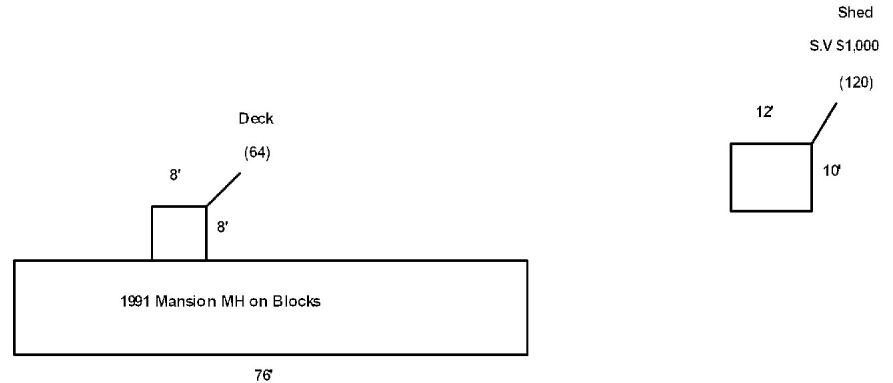 Shed
S.V $1,000
(120)
12'
10'
Deck
(64)
8'
8'
1991 Mansion MH on Blocks
76'